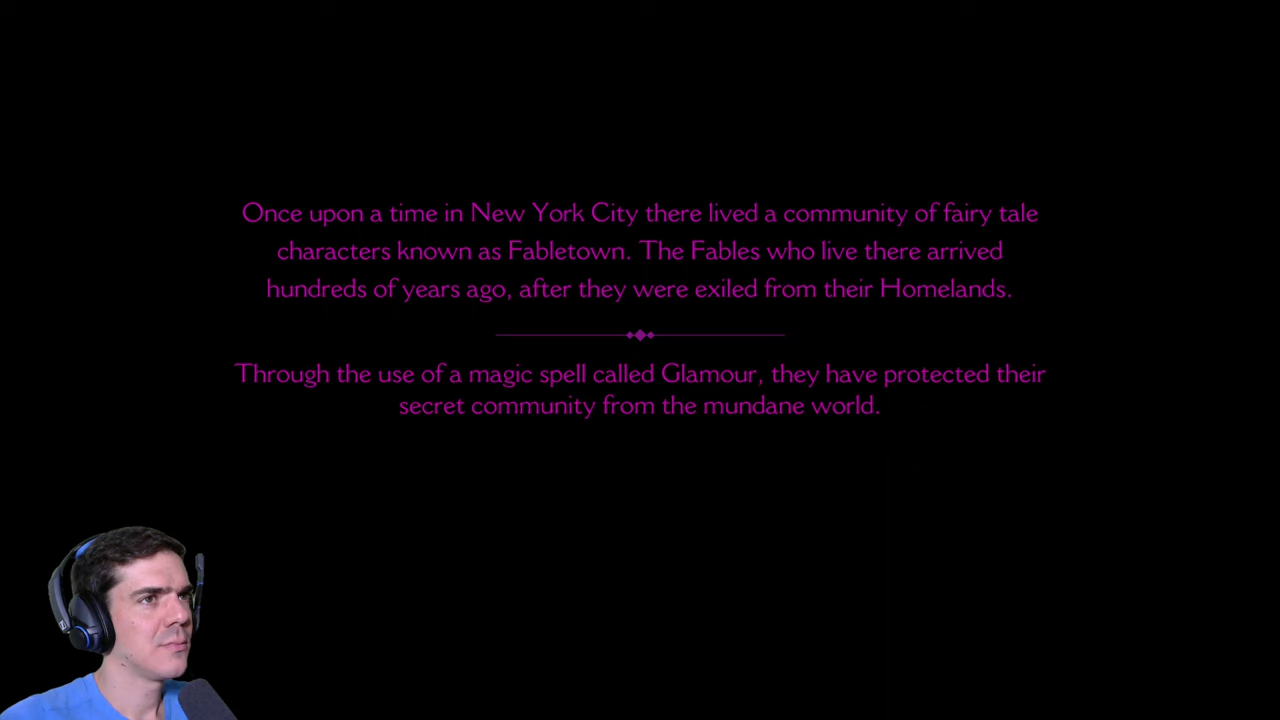 Once upon a time in New York City there lived a community of fairy tale
characters known as Fabletown. The Fables who live there arrived
hundreds of years ago, after they were exiled from their Homelands.
Through the use of a magic spell called Glamour, they have protected their
secret community from the mundane world.